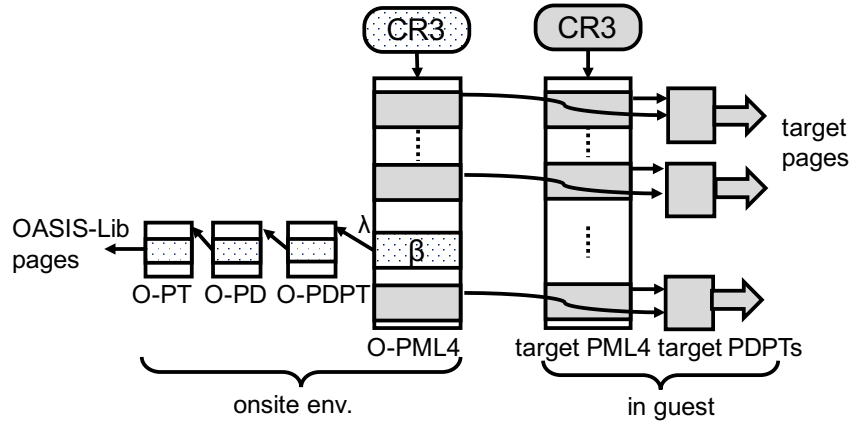 CR3
CR3
target
pages
λ
OASIS-Lib
pages
β
O-PT
O-PD
O-PDPT
O-PML4
target PML4
target PDPTs
onsite env.
in guest